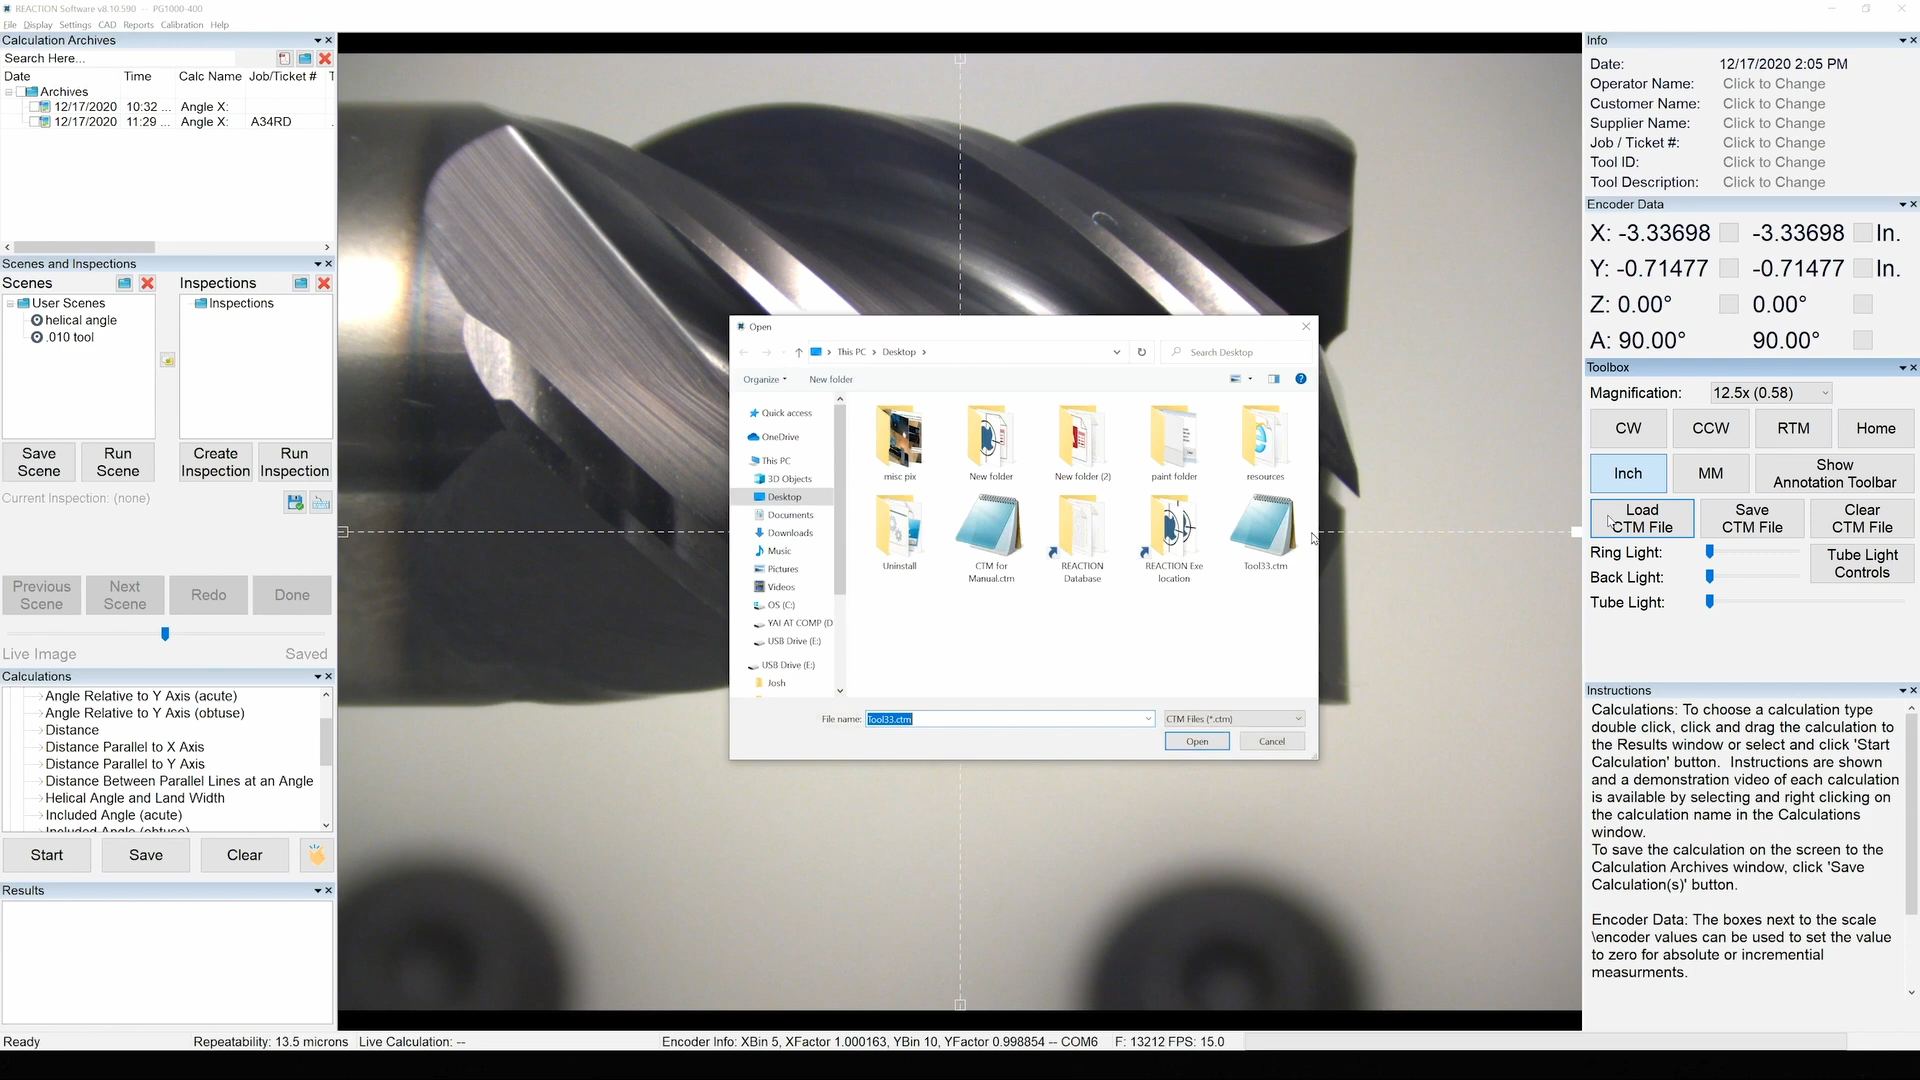 REACTION Software v8.10.590 -- PG1000-400
File Display Settings CAD Reports Calibration Help
Calculation Archives
Search Here...
Date Time Calc Name Job/Ticket # T
Archives
12/17/2020 10:32 ... Angle X:
12/17/2020 11:29 ... Angle X: A34RD .
Scenes and Inspections
Scenes Inspections
User Scenes
helical angle
.010 tool
Inspections
Save Scene
Run Scene
Create Inspection
Run Inspection
Current Inspection: (none)
Previous Scene
Next Scene
Redo
Done
Live Image Saved
Calculations
Angle Relative to Y Axis (acute)
Angle Relative to Y Axis (obtuse)
Distance
Distance Parallel to X Axis
Distance Parallel to Y Axis
Distance Between Parallel Lines at an Angle
Helical Angle and Land Width
Included Angle (acute)
Included Angle (obtuse)
Start Save Clear
Results
Open
This PC > Desktop >
Search Desktop
Organize New folder
Quick access
OneDrive
This PC
3D Objects
Desktop
Documents
Downloads
Music
Pictures
Videos
OS (C:)
YAI AT COMP (D
USB Drive (E:)
USB Drive (E:)
Josh
misc pix
New folder
New folder (2)
paint folder
resources
Uninstall
CTM for
Manual.ctm
REACTION
Database
REACTION Exe
location
Tool33.ctm
File name: Tool33.ctm CTM Files (*.ctm)
Open Cancel
Info
Date: 12/17/2020 2:05 PM
Operator Name: Click to Change
Customer Name: Click to Change
Supplier Name: Click to Change
Job / Ticket #: Click to Change
Tool ID: Click to Change
Tool Description: Click to Change
Encoder Data
X: -3.33698 -3.33698 In.
Y: -0.71477 -0.71477 In.
Z: 0.00° 0.00°
A: 90.00° 90.00°
Toolbox
Magnification: 12.5x (0.58)
CW CCW RTM Home
Inch MM
Show
Annotation Toolbar
Load
CTM File
Save
CTM File
Clear
CTM File
Ring Light:
Back Light:
Tube Light:
Tube Light
Controls
Instructions
Calculations: To choose a calculation type
double click, click and drag the calculation to
the Results window or select and click 'Start
Calculation' button. Instructions are shown
and a demonstration video of each calculation
is available by selecting and right clicking on
the calculation name in the Calculations
window.
To save the calculation on the screen to the
Calculation Archives window, click 'Save
Calculation(s)' button.
Encoder Data: The boxes next to the scale
\encoder values can be used to set the value
to zero for absolute or incremential
measurments.
Ready Repeatability: 13.5 microns Live Calculation: -- Encoder Info: XBin 5, XFactor 1.000163, YBin 10, YFactor 0.998854 -- COM6 F: 13212 FPS: 15.0